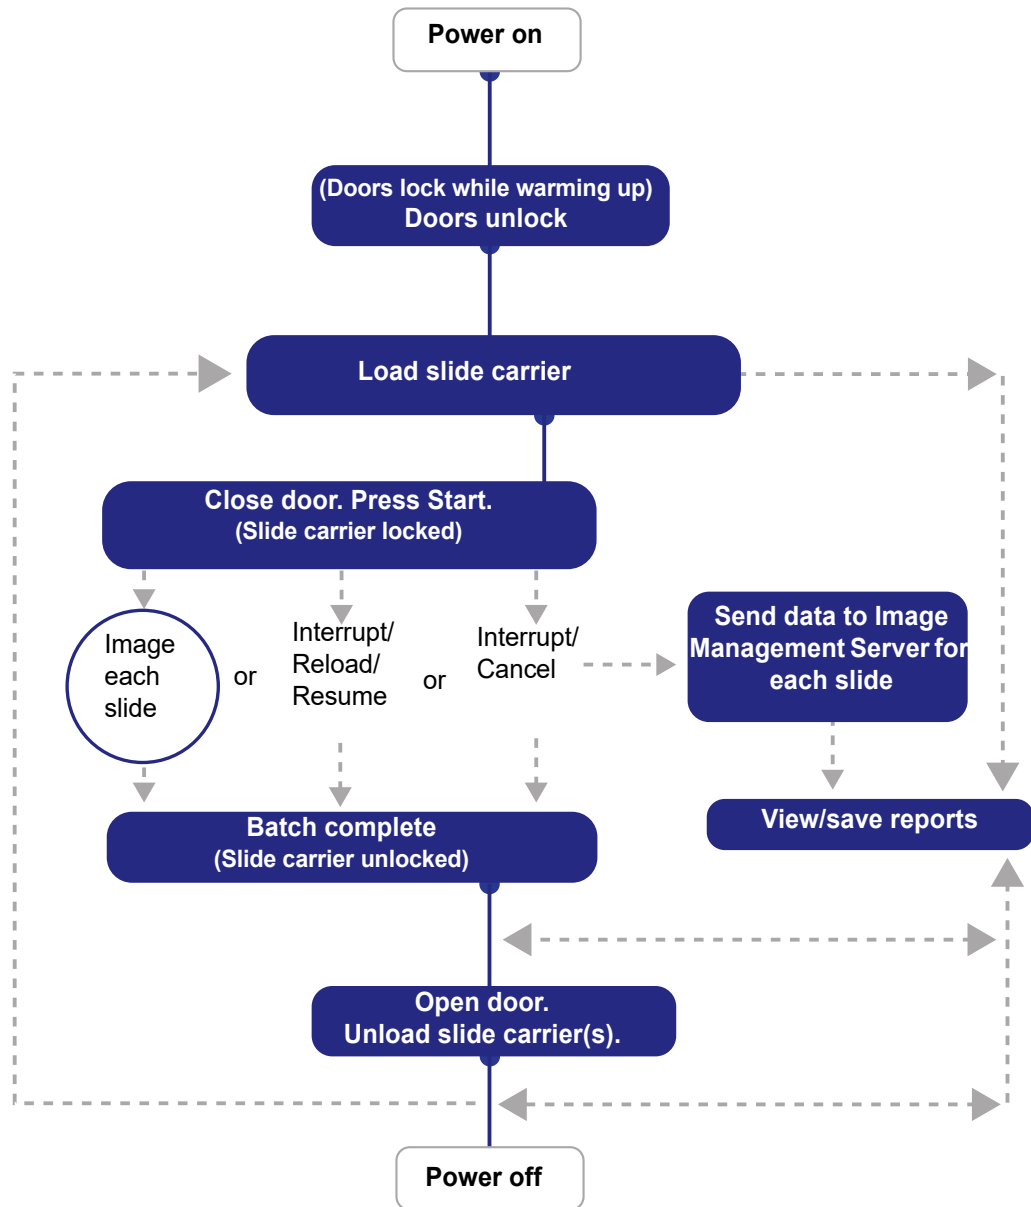 Power on
(Doors lock while warming up)
Doors unlock
Load slide carrier
Close door. Press Start.
(Slide carrier locked)
Image
each
slide
or
Interrupt/
Reload/
Resume
or
Interrupt/
Cancel
Send data to Image
Management Server for
each slide
Batch complete
(Slide carrier unlocked)
View/save reports
Open door.
Unload slide carrier(s).
Power off